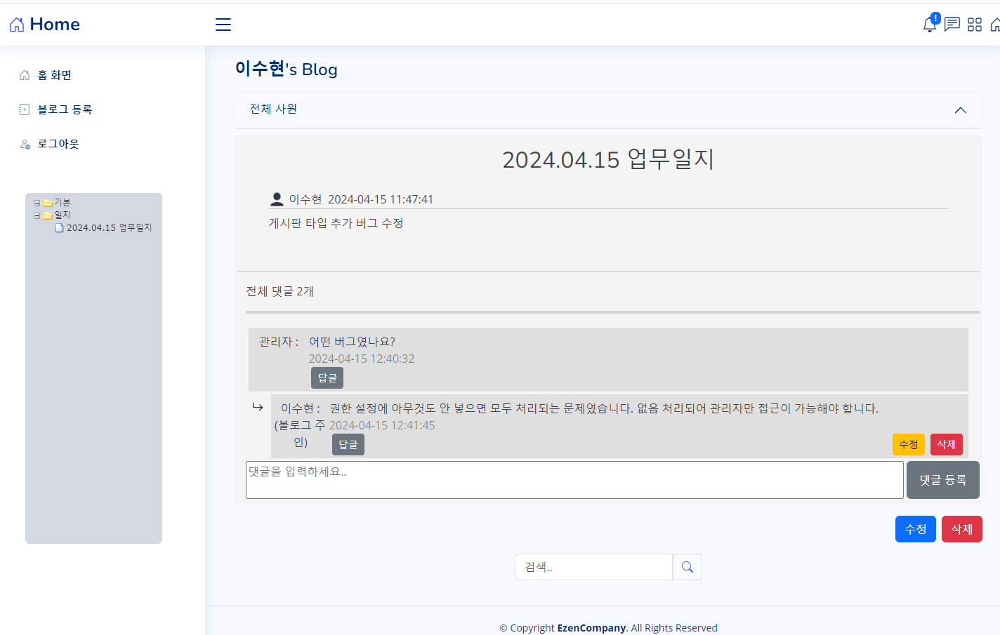 Home
!
홈 화면
블로그 등록
로그아웃
기본
일지
2024.04.15 업무일지
이수현's Blog
전체 사원
2024.04.15 업무일지
이수현 2024-04-15 11:47:41
게시판 타입 추가 버그 수정
전체 댓글 2개
관리자 : 어떤 버그였나요?
2024-04-15 12:40:32
답글
이수현 : 권한 설정에 아무것도 안 넣으면 모두 처리되는 문제였습니다. 없음 처리되어 관리자만 접근이 가능해야 합니다.
(블로그 주 2024-04-15 12:41:45
인) 답글 수정 삭제
댓글을 입력하세요..
댓글 등록
수정 삭제
검색..
© Copyright EzenCompany. All Rights Reserved